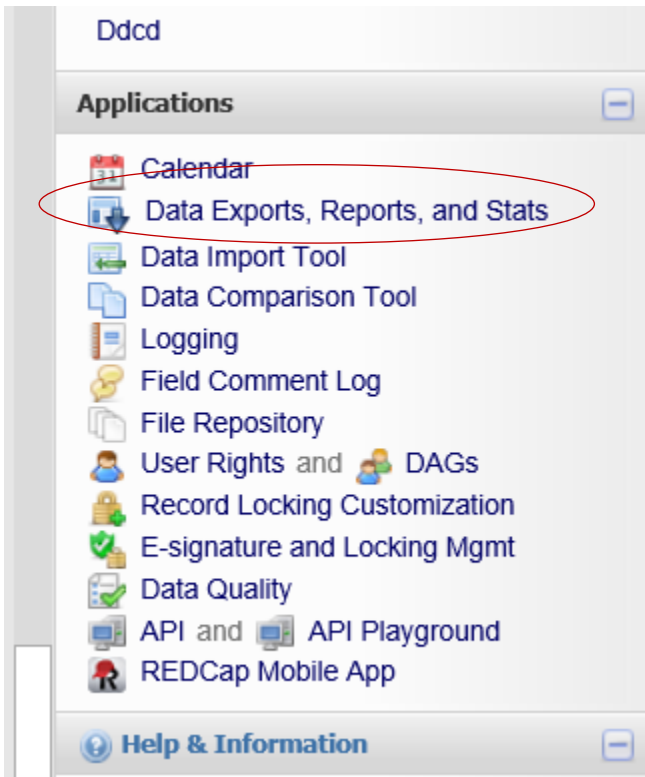 Ddcd
Applications
31 Calendar
Data Exports, Reports, and Stats
Data Import Tool
Data Comparison Tool
Logging
Field Comment Log
File Repository
User Rights and DAGs
Record Locking Customization
E-signature and Locking Mgmt
Data Quality
API and API Playground
REDCap Mobile App
Help & Information